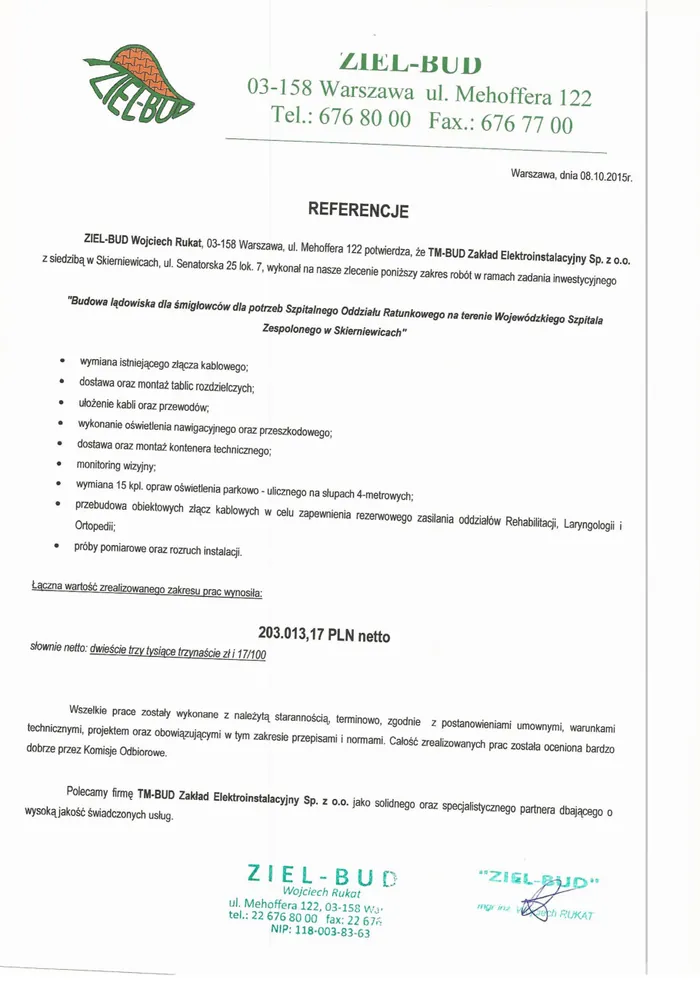 ZIEL-BUD
ZIEL-BUD
03-158 Warszawa ul. Mehoffera 122
Tel.: 676 80 00 Fax.: 676 77 00
Warszawa, dnia 08.10.2015r.
REFERENCJE
ZIEL-BUD Wojciech Rukat, 03-158 Warszawa, ul. Mehoffera 122 potwierdza, że TM-BUD Zakład Elektroinstalacyjny Sp. z o.o.
z siedzibą w Skierniewicach, ul. Senatorska 25 lok. 7, wykonał na nasze zlecenie poniższy zakres robót w ramach zadania inwestycyjnego
"Budowa lądowiska dla śmigłowców dla potrzeb Szpitalnego Oddziału Ratunkowego na terenie Wojewódzkiego Szpitala
Zespolonego w Skierniewicach"
• wymiana istniejącego złącza kablowego;
• dostawa oraz montaż tablic rozdzielczych;
• ułożenie kabli oraz przewodów;
• wykonanie oświetlenia nawigacyjnego oraz przeszkodowego;
• dostawa oraz montaż kontenera technicznego;
• monitoring wizyjny;
• wymiana 15 kpl. opraw oświetlenia parkowo - ulicznego na słupach 4-metrowych;
• przebudowa obiektowych złącz kablowych w celu zapewnienia rezerwowego zasilania oddziałów Rehabilitacji, Laryngologii i
Ortopedii;
• próby pomiarowe oraz rozruch instalacji.
Łączna wartość zrealizowanego zakresu prac wynosiła:
203.013,17 PLN netto
słownie netto: dwieście trzy tysiące trzynaście zł i 17/100
Wszelkie prace zostały wykonane z należytą starannością, terminowo, zgodnie z postanowieniami umownymi, warunkami
technicznymi, projektem oraz obowiązującymi w tym zakresie przepisami i normami. Całość zrealizowanych prac została oceniona bardzo
dobrze przez Komisje Odbiorowe.
Polecamy firmę TM-BUD Zakład Elektroinstalacyjny Sp. z o.o. jako solidnego oraz specjalistycznego partnera dbającego o
wysoką jakość świadczonych usług.
ZIEL-BUD
Wojciech Rukat
ul. Mehoffera 122, 03-158
tel.: 22 676 80 00 fax: 22 676
NIP: 118-003-83-63
"ZIEL-BUD"
mgr inż. RUKAT